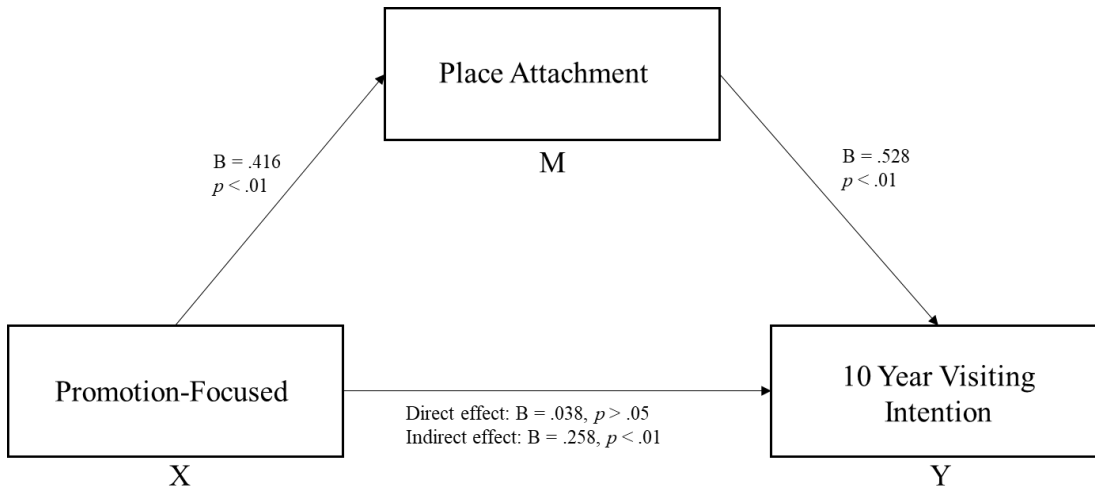 Place Attachment
M
B = .416
p < .01
B = .528
p < .01
Promotion-Focused
X
Direct effect: B = .038, p > .05
Indirect effect: B = .258, p < .01
10 Year Visiting
Intention
Y